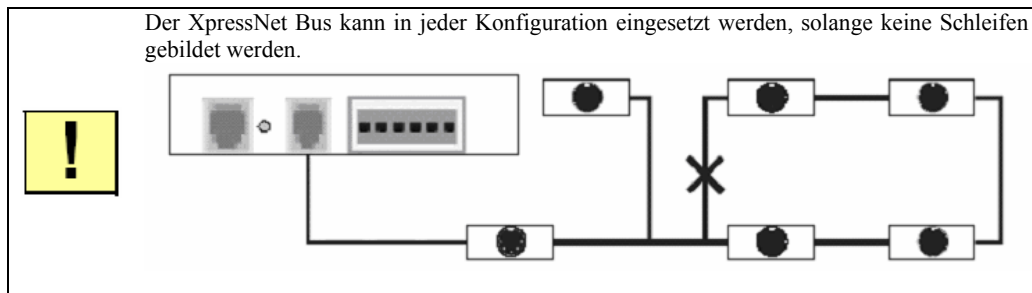 Der XpressNet Bus kann in jeder Konfiguration eingesetzt werden, solange keine Schleifen
gebildet werden.
!